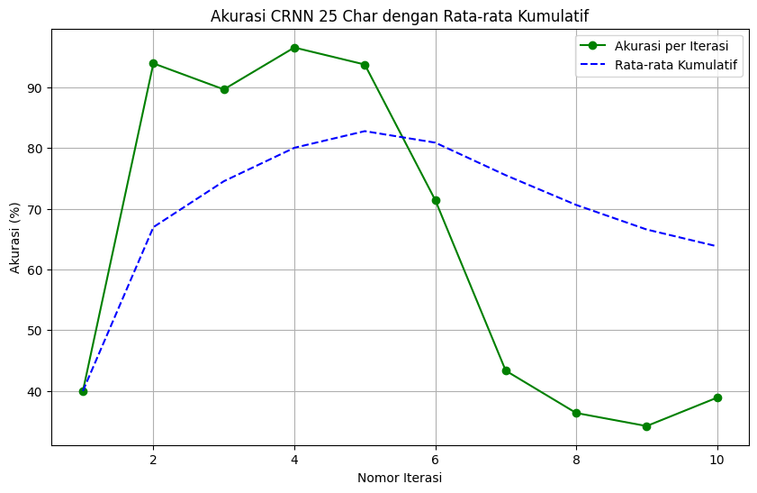 Akurasi CRNN 25 Char dengan Rata-rata Kumulatif
Akurasi per Iterasi
Rata-rata Kumulatif
Akurasi (%)
90
80
70
60
50
40
2 4 6 8 10
Nomor Iterasi